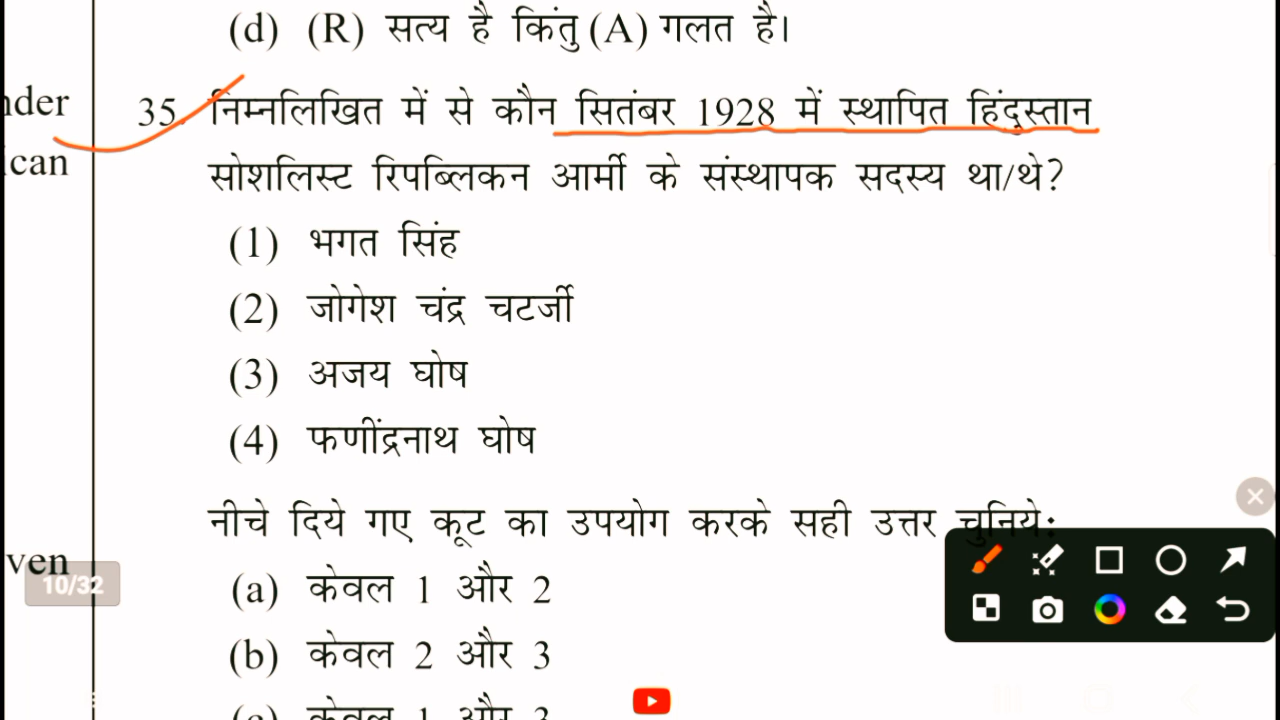 (d) (R) सत्य है किंतु (A) गलत है।
nder
35. निम्नलिखित में से कौन सितंबर 1928 में स्थापित हिंदुस्तान
ican
सोशलिस्ट रिपब्लिकन आर्मी के संस्थापक सदस्य था/थे?
(1) भगत सिंह
(2) जोगेश चंद्र चटर्जी
(3) अजय घोष
(4) फणींद्रनाथ घोष
नीचे दिये गए कूट का उपयोग करके सही उत्तर चुनिये:
ven
10/32
(a) केवल 1 और 2
(b) केवल 2 और 3